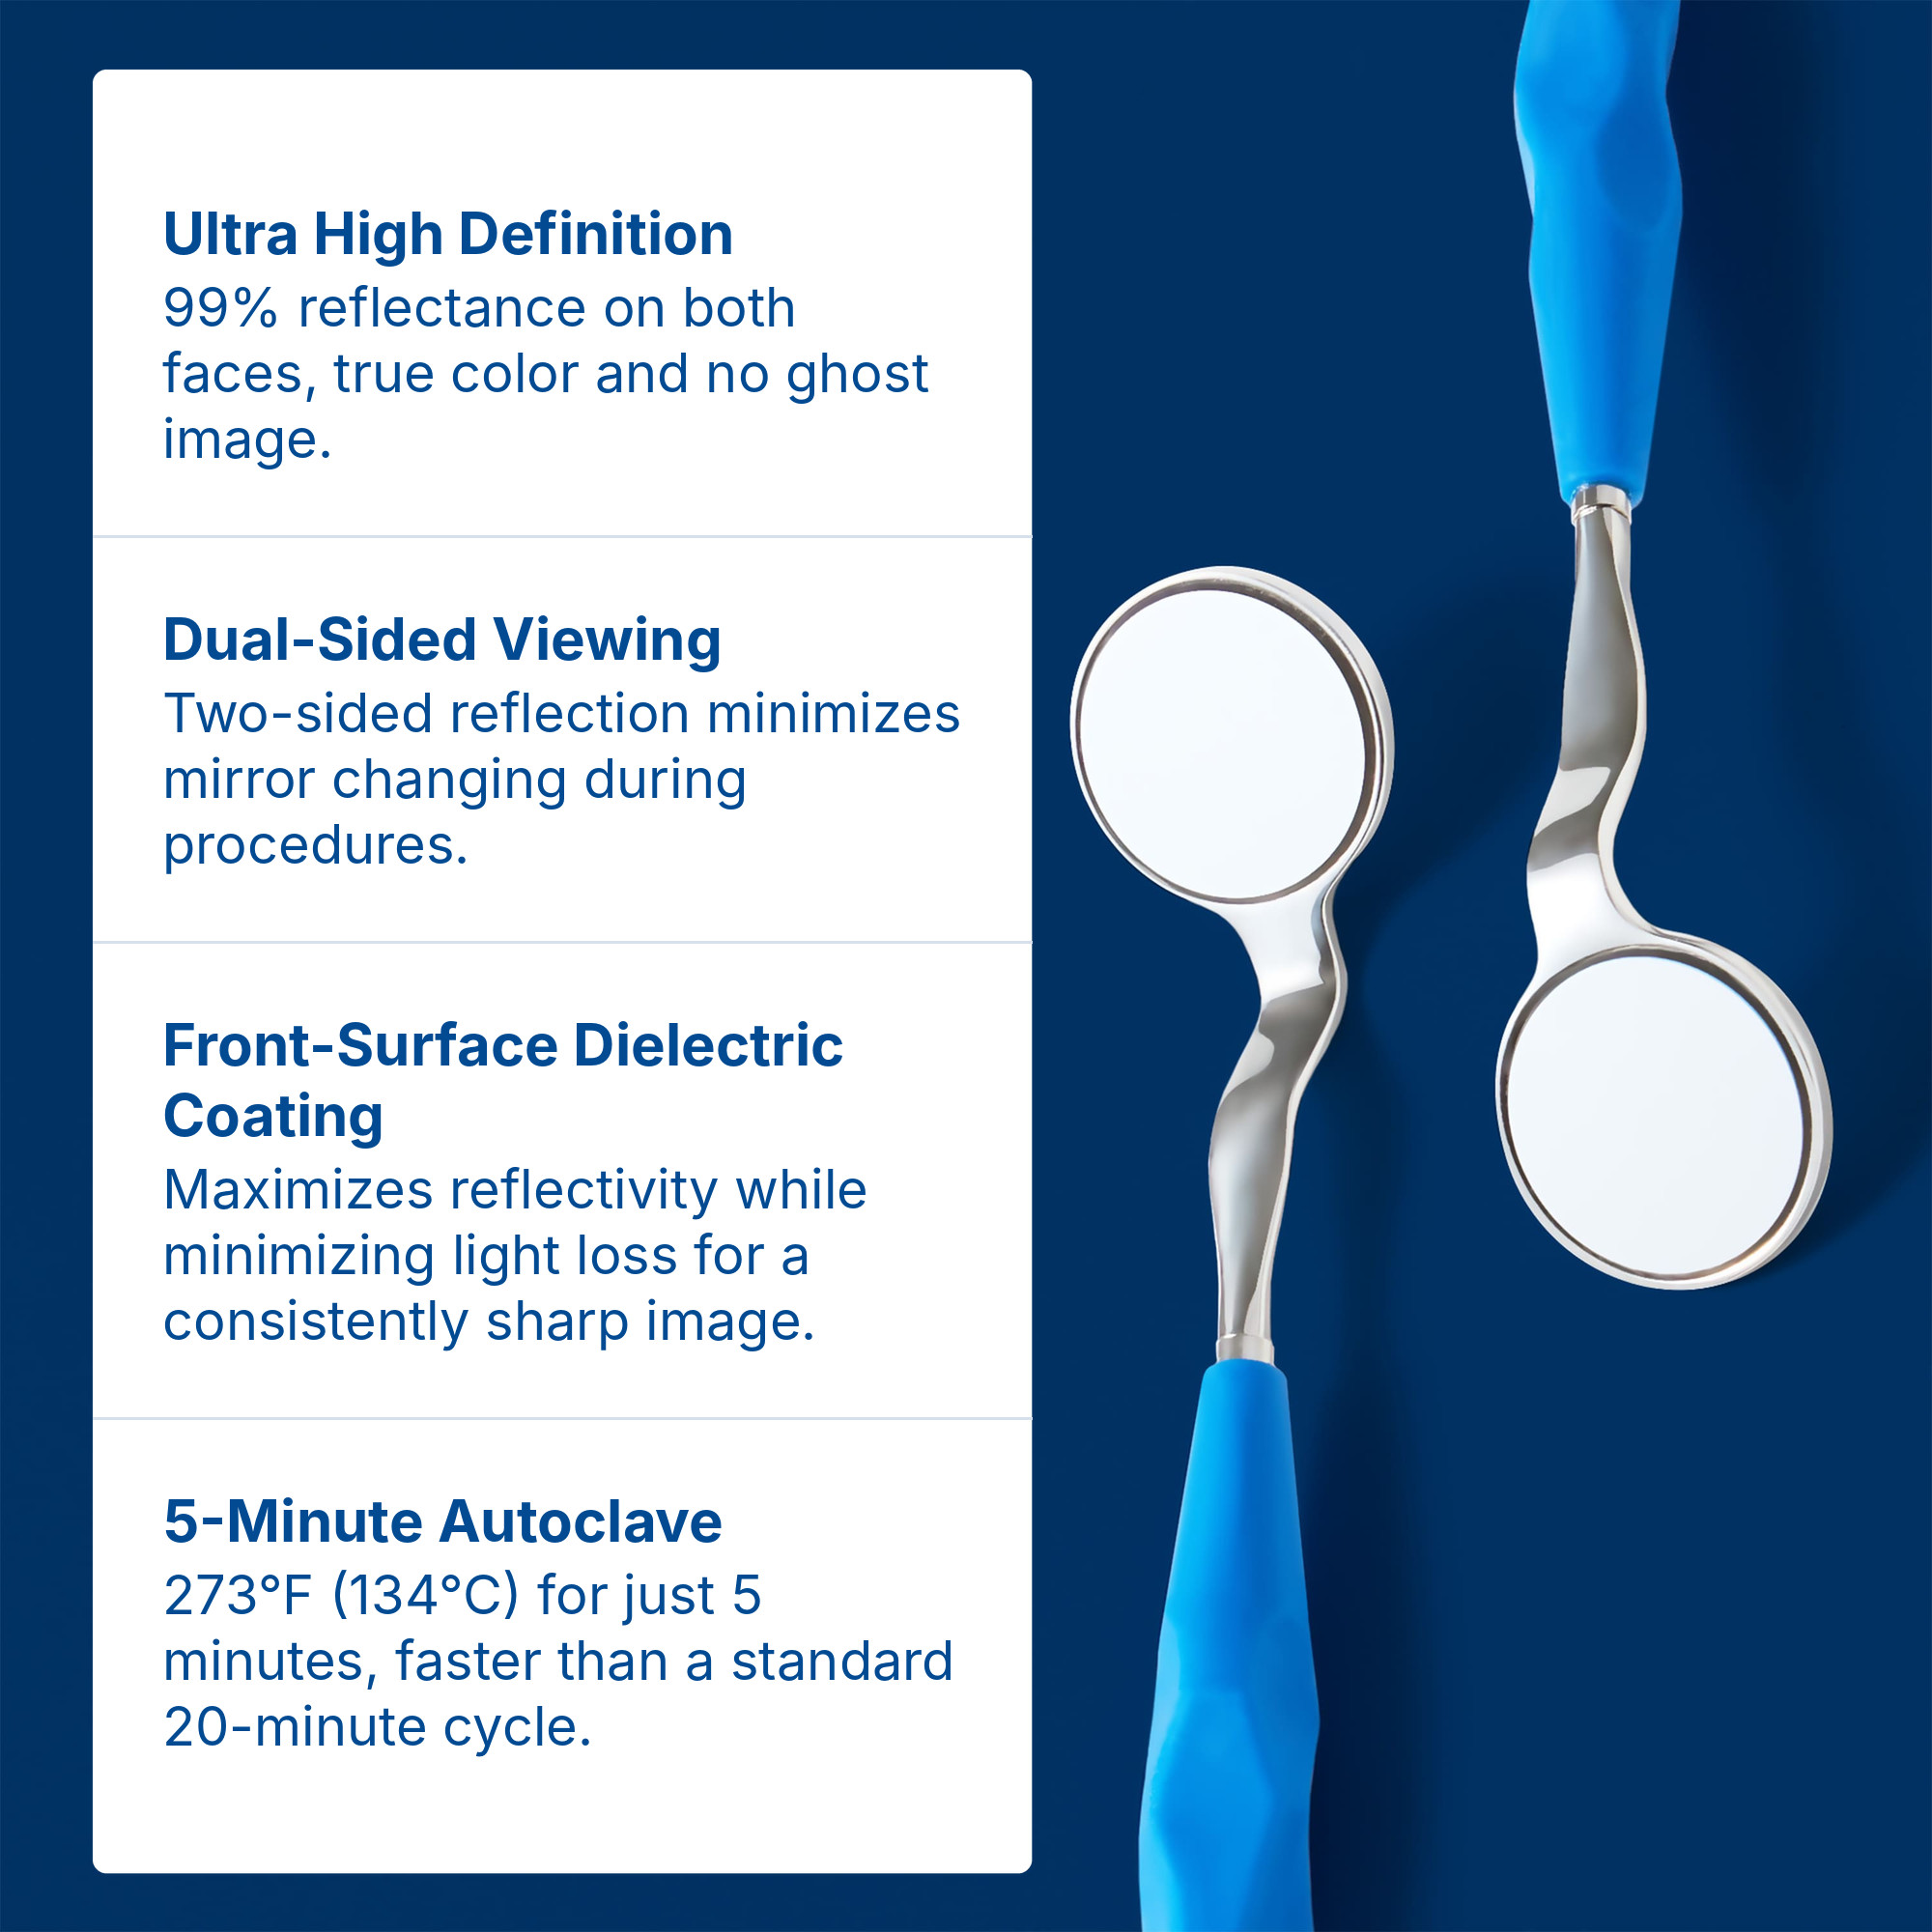 Ultra High Definition
99% reflectance on both
faces, true color and no ghost
image.
Dual-Sided Viewing
Two-sided reflection minimizes
mirror changing during
procedures.
Front-Surface Dielectric
Coating
Maximizes reflectivity while
minimizing light loss for a
consistently sharp image.
5-Minute Autoclave
273°F (134°C) for just 5
minutes, faster than a standard
20-minute cycle.